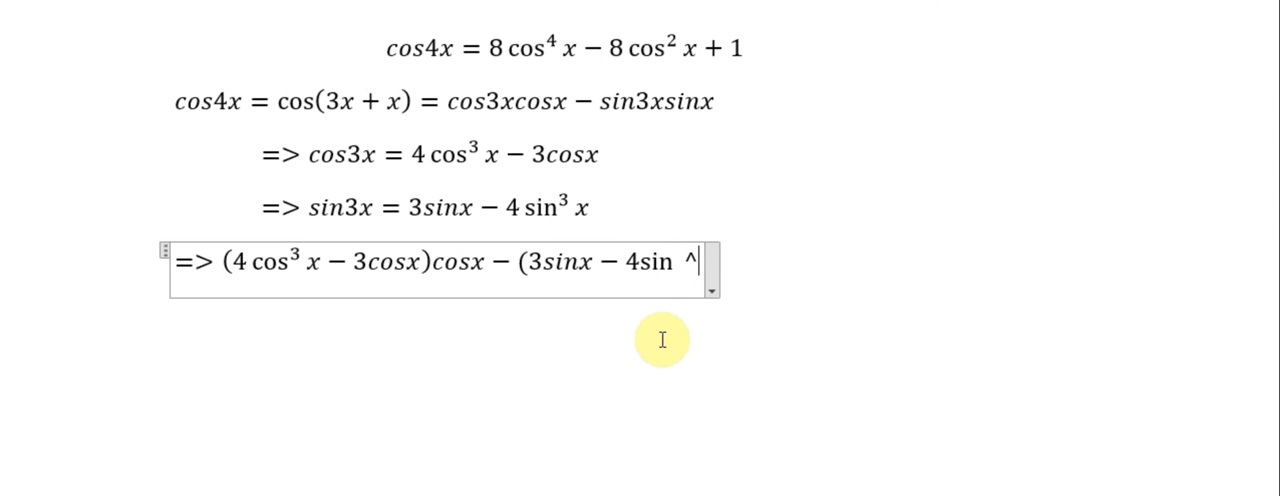 cos4x = 8 cos⁴ x − 8 cos² x + 1
cos4x = cos(3x + x) = cos3xcosx − sin3xsinx
=> cos3x = 4 cos³ x − 3cosx
=> sin3x = 3sinx − 4 sin³ x
=> (4 cos³ x − 3cosx)cosx − (3sinx − 4sin ^